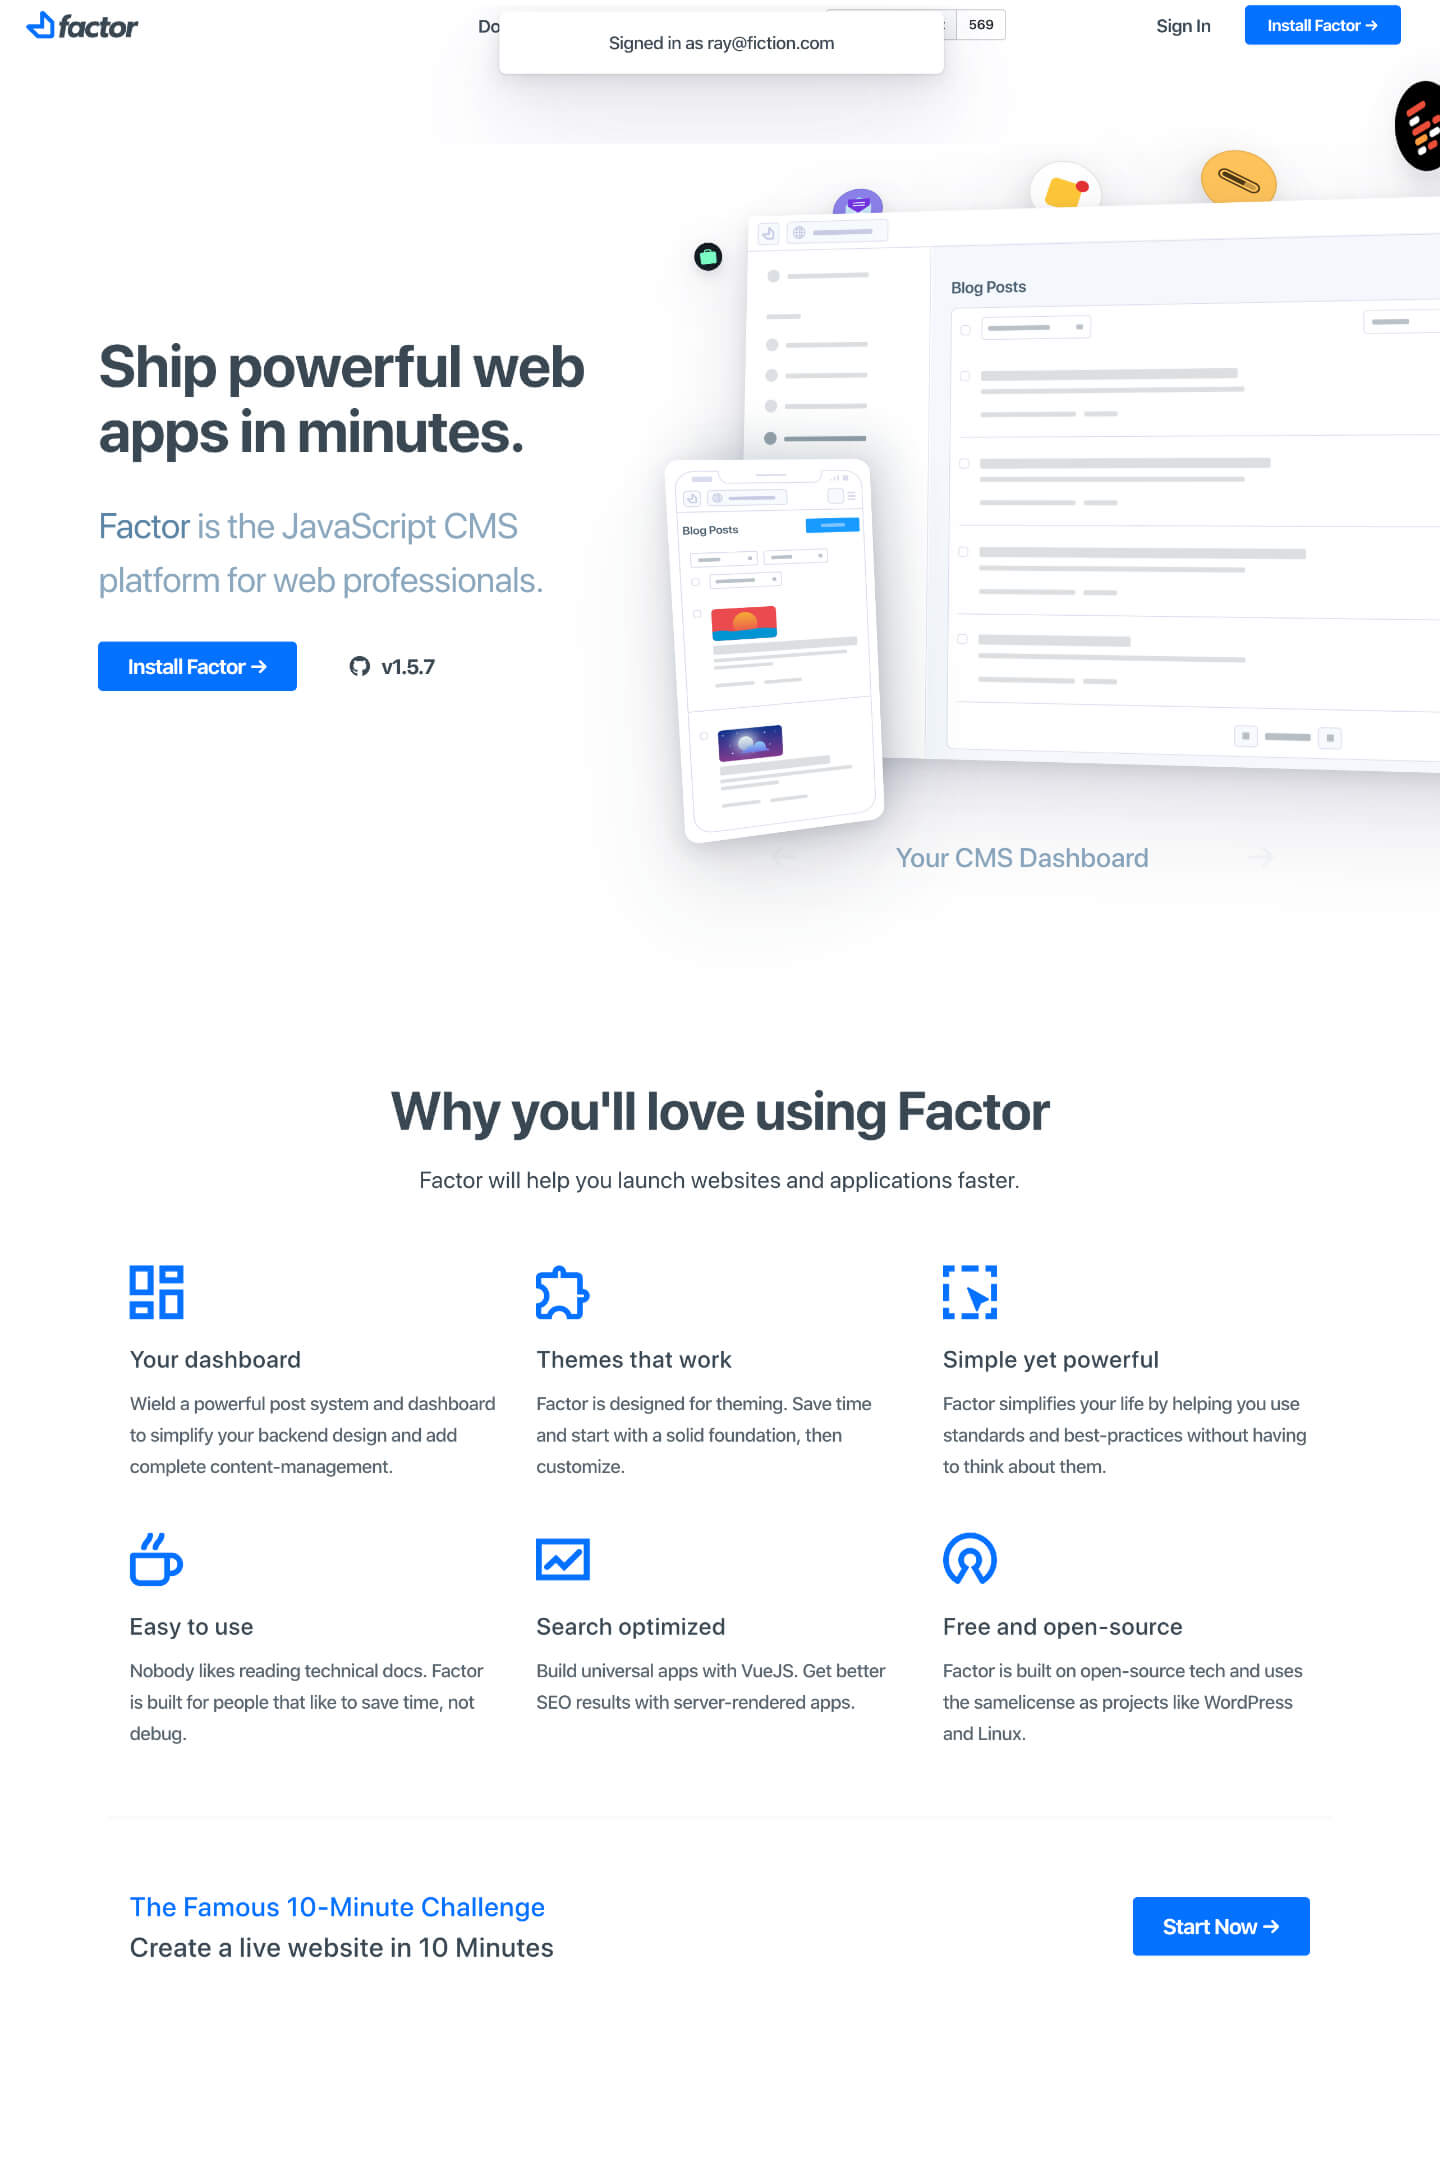 factor
Signed in as ray@fiction.com
569
Sign In
Install Factor →
Blog Posts
Ship powerful web
apps in minutes.
Factor is the JavaScript CMS
platform for web professionals.
Install Factor →
v1.5.7
Blog Posts
Your CMS Dashboard
Why you'll love using Factor
Factor will help you launch websites and applications faster.
Your dashboard
Wield a powerful post system and dashboard
to simplify your backend design and add
complete content-management.
Themes that work
Factor is designed for theming. Save time
and start with a solid foundation, then
customize.
Simple yet powerful
Factor simplifies your life by helping you use
standards and best-practices without having
to think about them.
Easy to use
Nobody likes reading technical docs. Factor
is built for people that like to save time, not
debug.
Search optimized
Build universal apps with VueJS. Get better
SEO results with server-rendered apps.
Free and open-source
Factor is built on open-source tech and uses
the samelicense as projects like WordPress
and Linux.
The Famous 10-Minute Challenge
Create a live website in 10 Minutes
Start Now →